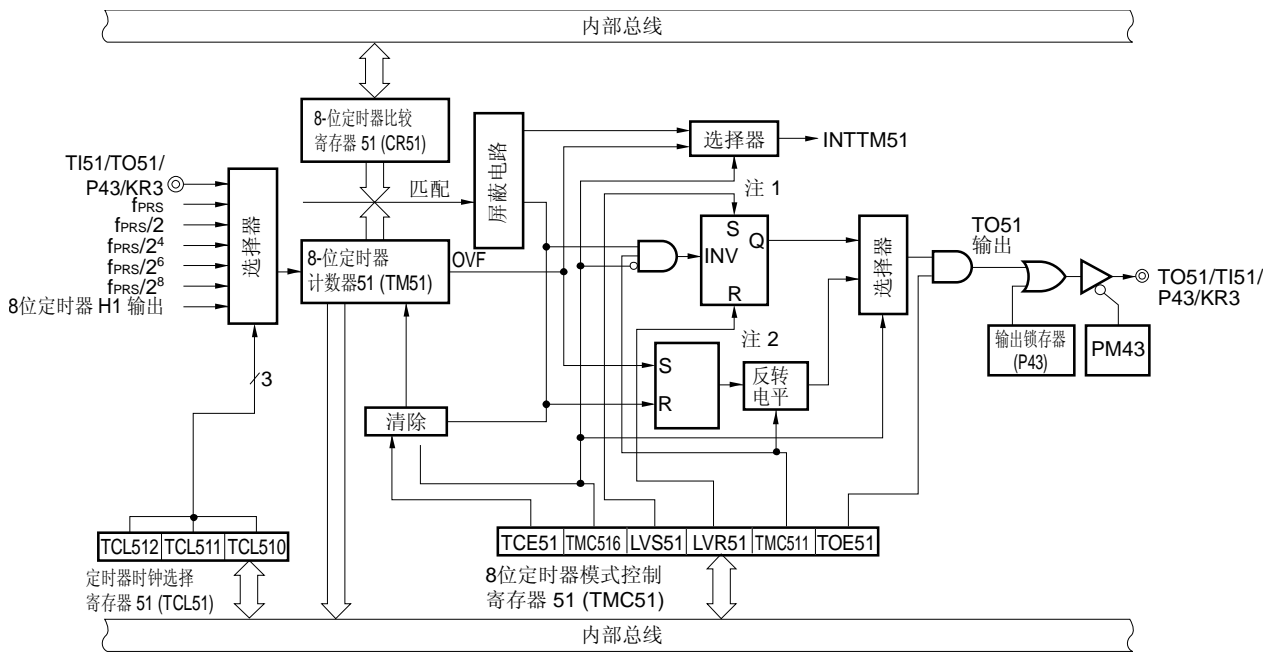 内部总线
8-位定时器比较
寄存器 51 (CR51)
屏蔽电路
选择器
INTTM51
TI51/TO51/
P43/KR3
fPRS
fPRS/2
fPRS/2⁴
fPRS/2⁶
fPRS/2⁸
8位定时器 H1 输出
选择器
匹配
8-位定时器
计数器51 (TM51)
OVF
注 1
S
Q
INV
R
注 2
选择器
TO51
输出
TO51/TI51/
P43/KR3
输出锁存器
(P43)
PM43
S
R
反转
电平
3
清除
TCL512 TCL511 TCL510
定时器时钟选择
寄存器 51 (TCL51)
TCE51 TMC516 LVS51 LVR51 TMC511 TOE51
8位定时器模式控制
寄存器 51 (TMC51)
内部总线